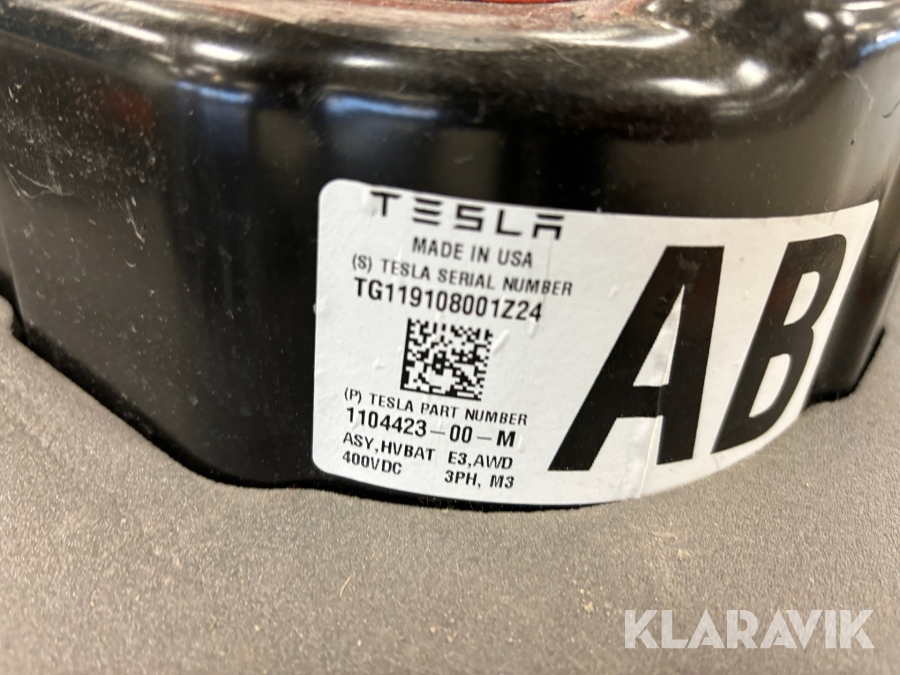 TESLA
MADE IN USA
(S) TESLA SERIAL NUMBER
TG119108001Z24
(P) TESLA PART NUMBER
1104423-00-M
ASY,HVBAT E3,AWD
400VDC 3PH, M3
AB
KLARAVIK